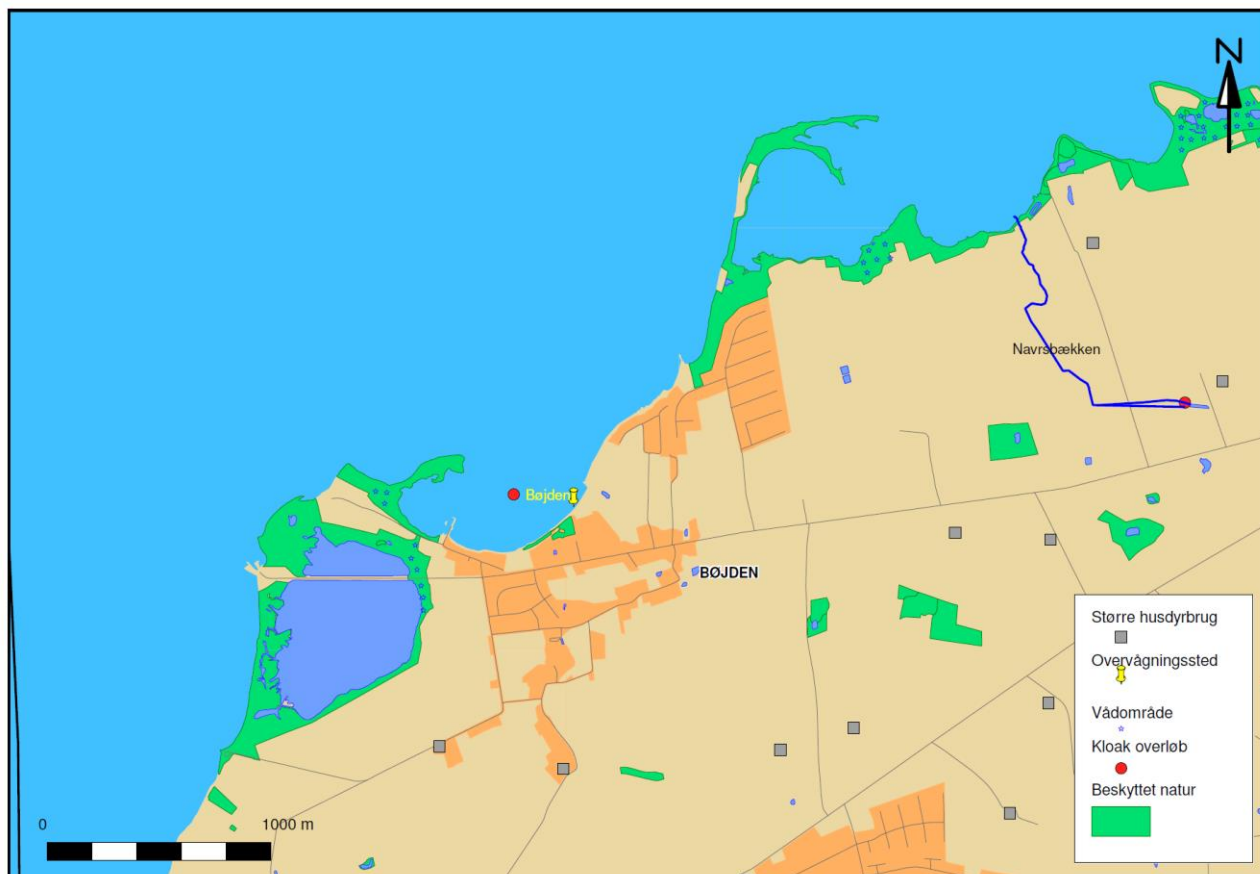 N
Navrsbækken
Bøjden
BØJDEN
Større husdyrbrug
Overvågningssted
Vådområde
Kloak overløb
Beskyttet natur
0 1000 m